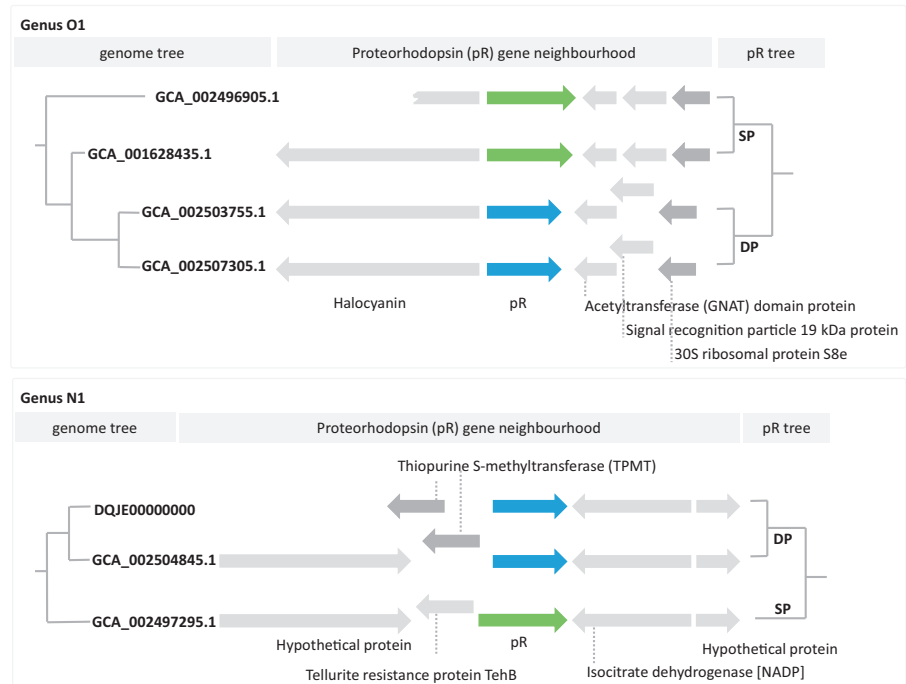 Genus O1
genome tree Proteorhodopsin (pR) gene neighbourhood pR tree
GCA_002496905.1
SP
GCA_001628435.1
GCA_002503755.1
DP
GCA_002507305.1
Halocyanin pR Acetyltransferase (GNAT) domain protein
Signal recognition particle 19 kDa protein
30S ribosomal protein S8e
Genus N1
genome tree Proteorhodopsin (pR) gene neighbourhood pR tree
Thiopurine S-methyltransferase (TPMT)
DQJE00000000
DP
GCA_002504845.1
SP
GCA_002497295.1
Hypothetical protein pR Hypothetical protein
Tellurite resistance protein TehB Isocitrate dehydrogenase [NADP]